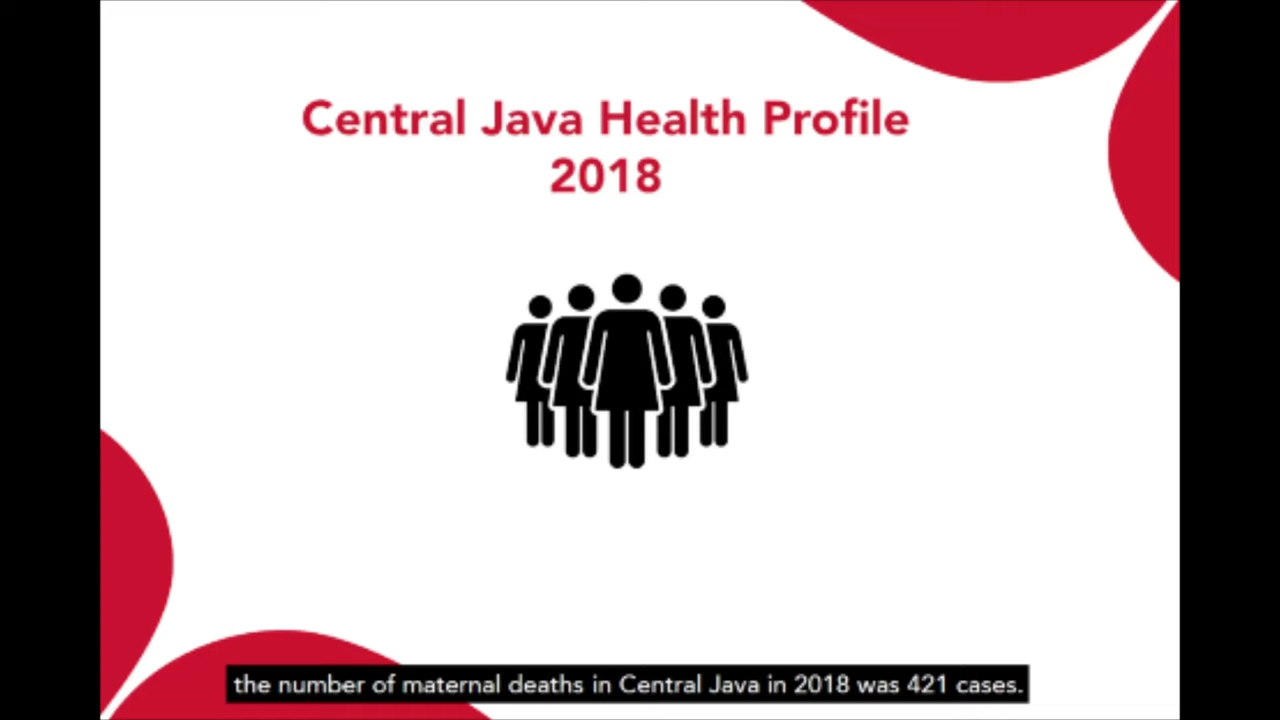 Central Java Health Profile
2018
the number of maternal deaths in Central Java in 2018 was 421 cases.